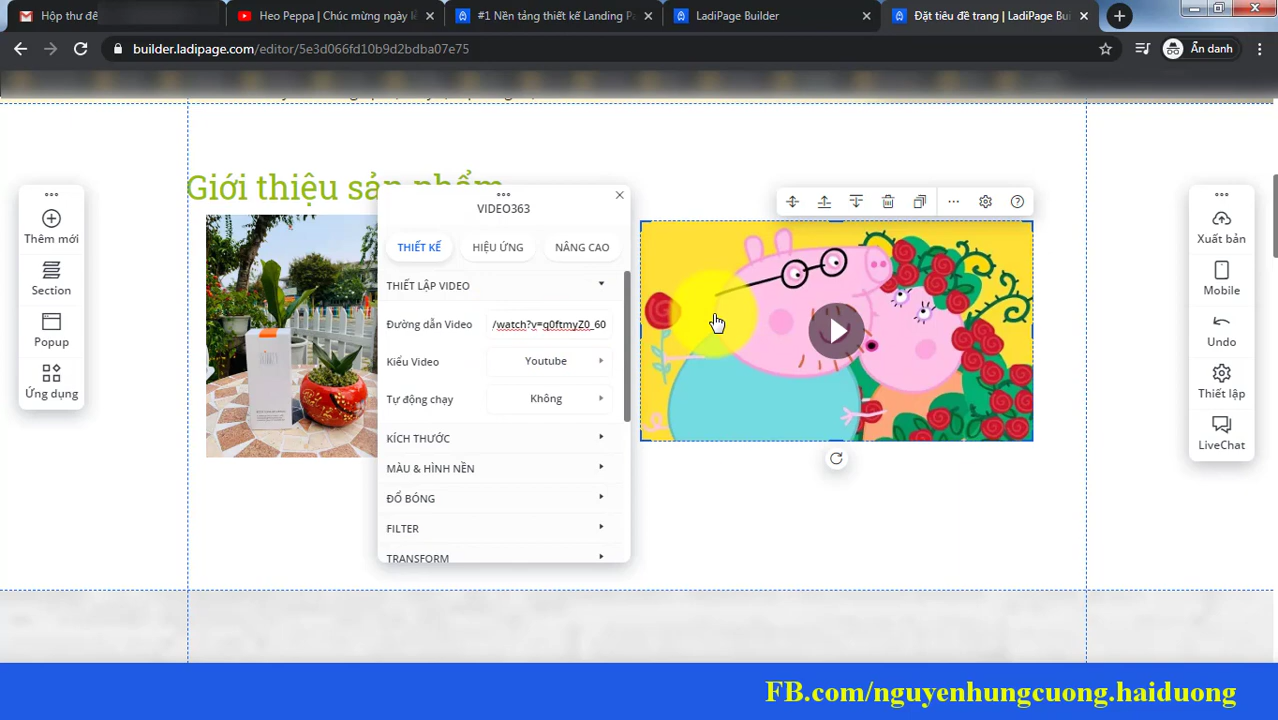 Hộp thư đế
Heo Peppa | Chúc mừng ngày l
#1 Nền tảng thiết kế Landing Pa
LadiPage Builder
Đặt tiêu đề trang | LadiPage Bui
builder.ladipage.com/editor/5e3d066fd10b9d2bdba07e75
Ẩn danh
Giới thiệu sản phẩm
VIDEO363
THIẾT KẾ
HIỆU ỨNG
NÂNG CAO
THIẾT LẬP VIDEO
Đường dẫn Video
/watch?v=q0ftmyZ0_60
Kiểu Video
Youtube
Tự động chạy
Không
KÍCH THƯỚC
MÀU & HÌNH NỀN
ĐỔ BÓNG
FILTER
TRANSFORM
Thêm mới
Section
Popup
Ứng dụng
Xuất bản
Mobile
Undo
Thiết lập
LiveChat
FB.com/nguyenhungcuong.haiduong